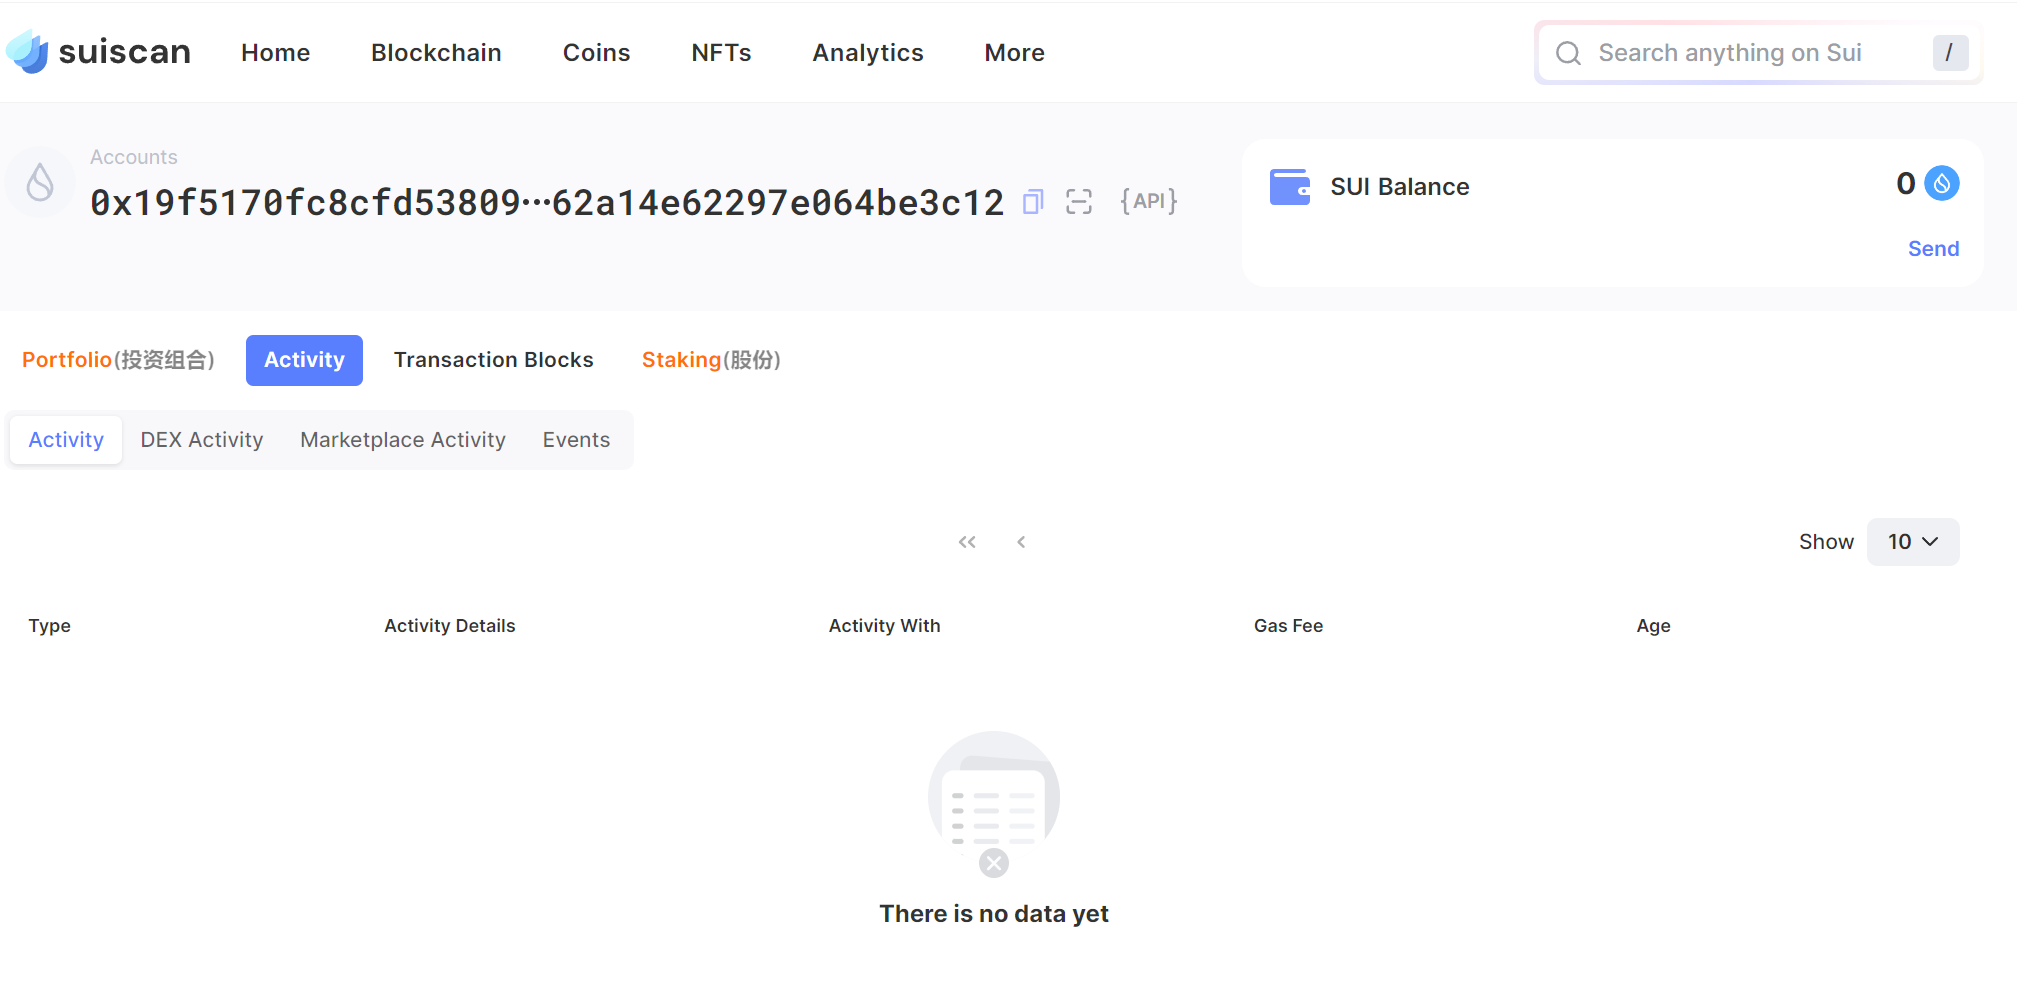 suiscan Home Blockchain Coins NFTs Analytics More Search anything on Sui /
Accounts
0x19f5170fc8cfd53809···62a14e62297e064be3c12 {API}
SUI Balance 0
Send
Portfolio(投资组合) Activity Transaction Blocks Staking(股份)
Activity DEX Activity Marketplace Activity Events
Show 10
Type Activity Details Activity With Gas Fee Age
There is no data yet